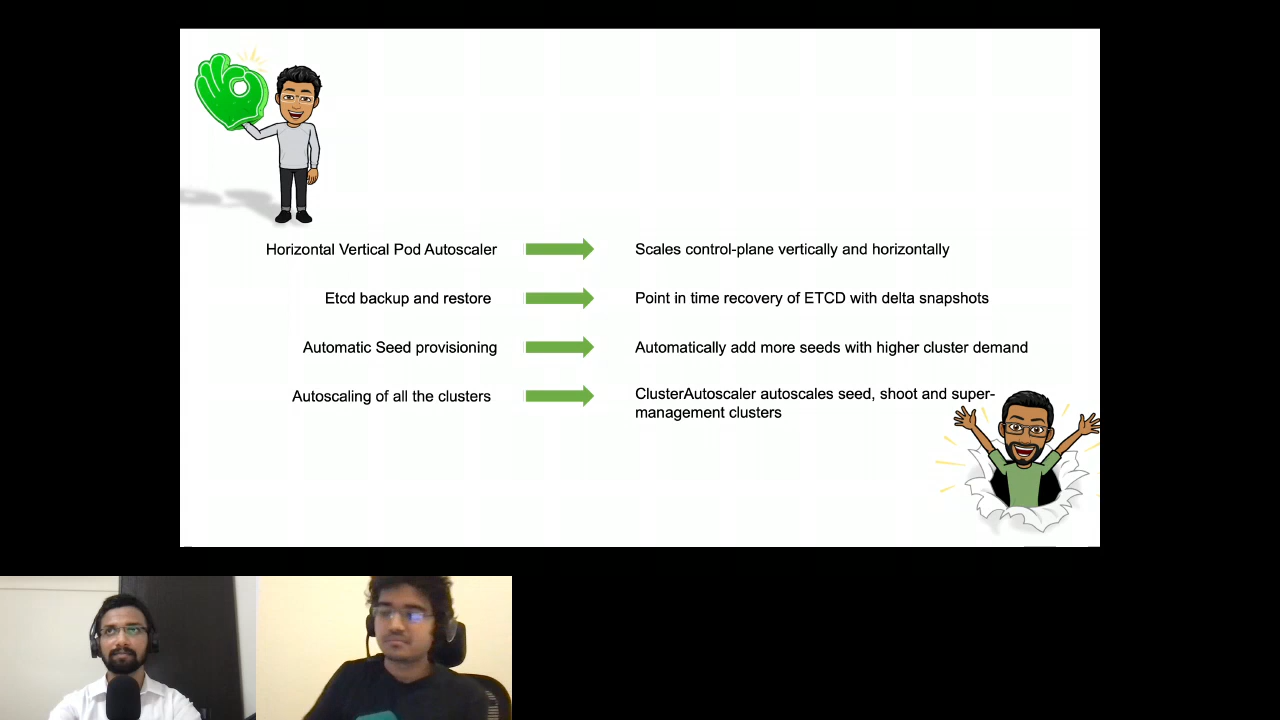 Horizontal Vertical Pod Autoscaler
Scales control-plane vertically and horizontally
Etcd backup and restore
Point in time recovery of ETCD with delta snapshots
Automatic Seed provisioning
Automatically add more seeds with higher cluster demand
Autoscaling of all the clusters
ClusterAutoscaler autoscales seed, shoot and super-
management clusters